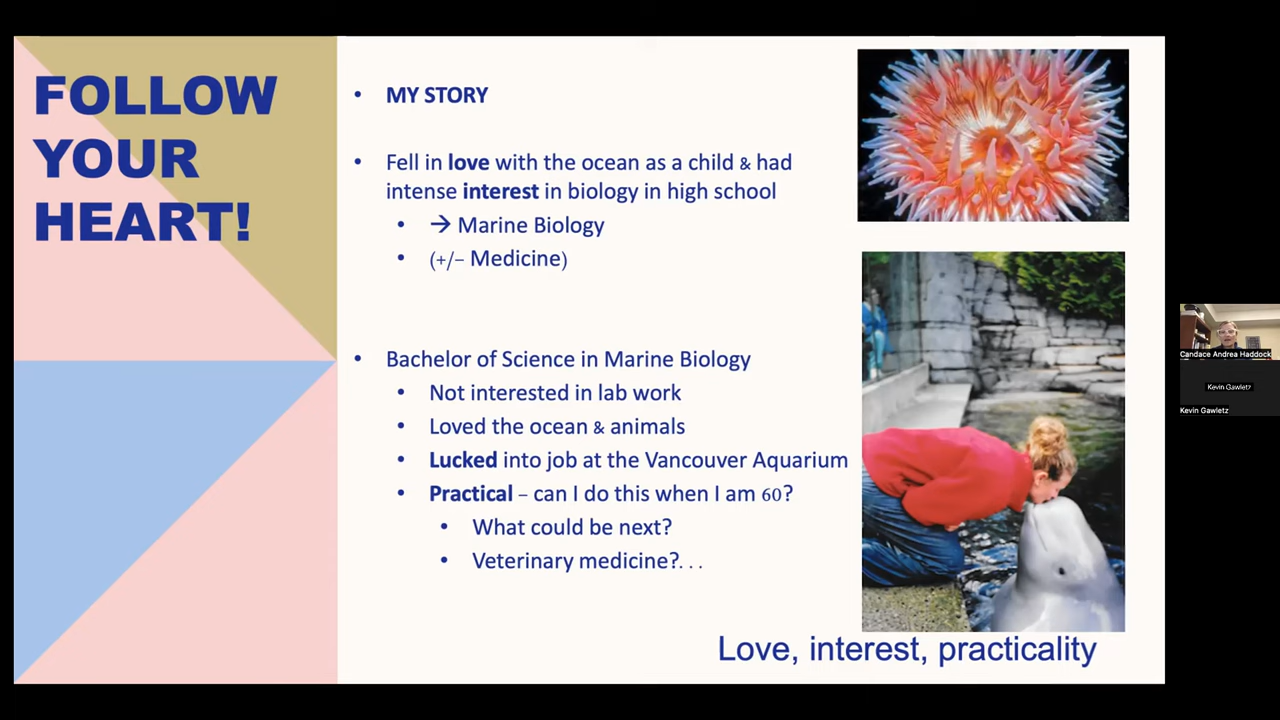 FOLLOW
YOUR
HEART!
• MY STORY
• Fell in love with the ocean as a child & had
intense interest in biology in high school
• → Marine Biology
• (+/– Medicine)
• Bachelor of Science in Marine Biology
• Not interested in lab work
• Loved the ocean & animals
• Lucked into job at the Vancouver Aquarium
• Practical – can I do this when I am 60?
• What could be next?
• Veterinary medicine?. . .
Love, interest, practicality
Candace Andrea Haddock
Kevin Gawletz
Kevin Gawletz